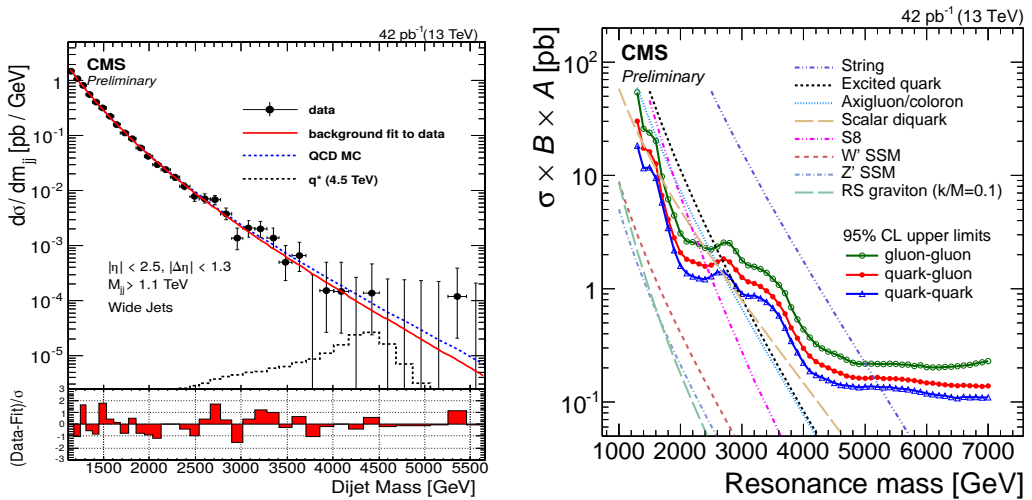 42 pb⁻¹ (13 TeV)
CMS
Preliminary
data
background fit to data
QCD MC
q* (4.5 TeV)
|η| < 2.5, |Δη| < 1.3
M_jj > 1.1 TeV
Wide Jets
dσ/ dm_jj [pb / GeV]
1
10⁻¹
10⁻²
10⁻³
10⁻⁴
10⁻⁵
3
2
1
0
-1
-2
-3
(Data-Fit)/σ
1000 2000 2500 3000 3500 4000 4500 5000 5500
Dijet Mass [GeV]
42 pb⁻¹ (13 TeV)
CMS
Preliminary
String
Excited quark
Axigluon/coloron
Scalar diquark
S8
W' SSM
Z' SSM
RS graviton (k/M=0.1)
95% CL upper limits
gluon-gluon
quark-gluon
quark-quark
σ × B × A [pb]
10²
10
1
10⁻¹
1000 2000 3000 4000 5000 6000 7000
Resonance mass [GeV]